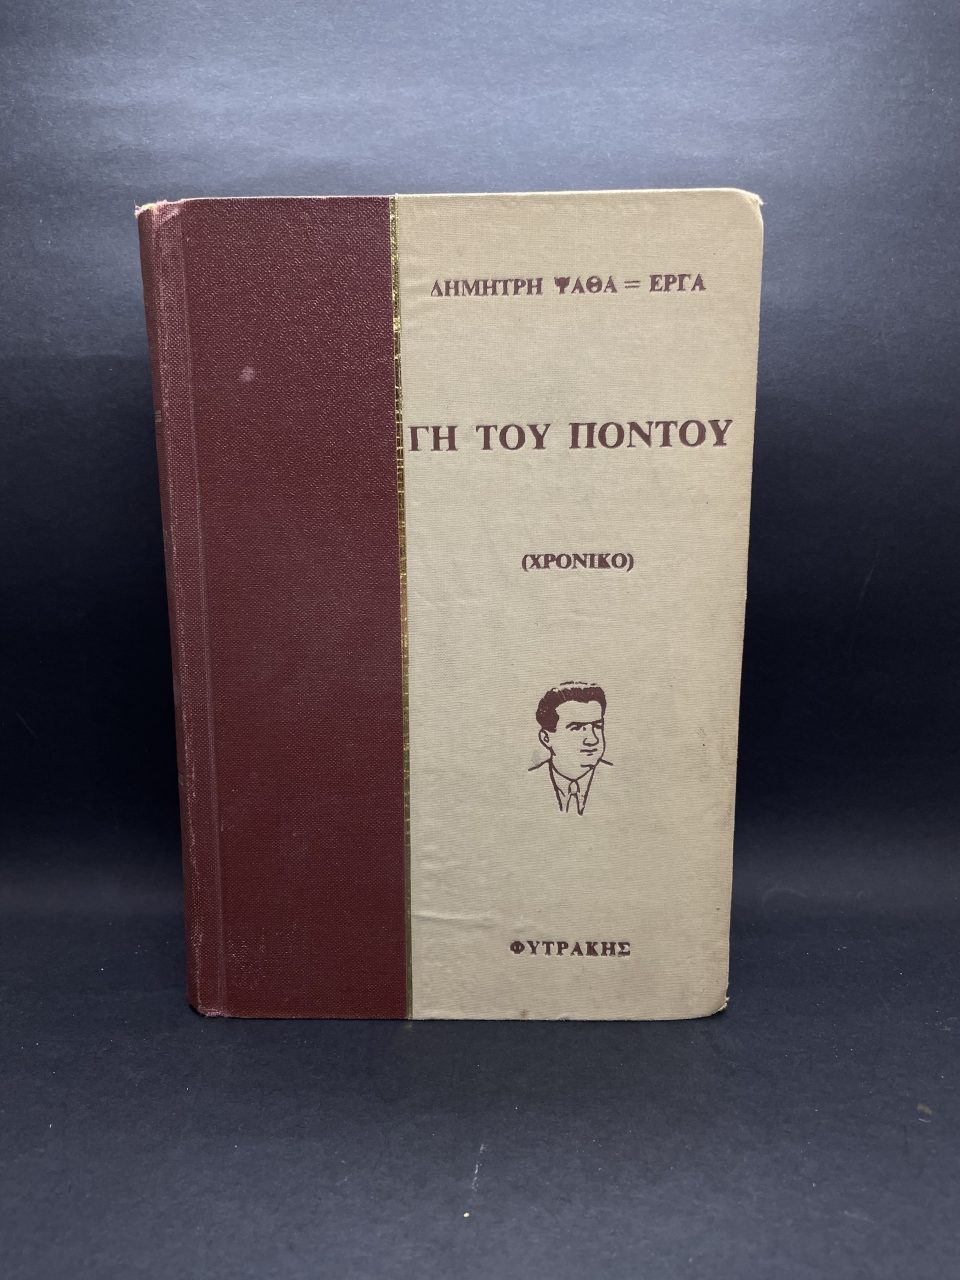 ΔΗΜΗΤΡΗ ΨΑΘΑ = ΕΡΓΑ
ΓΗ ΤΟΥ ΠΟΝΤΟΥ
(ΧΡΟΝΙΚΟ)
ΦΥΤΡΑΚΗΣ